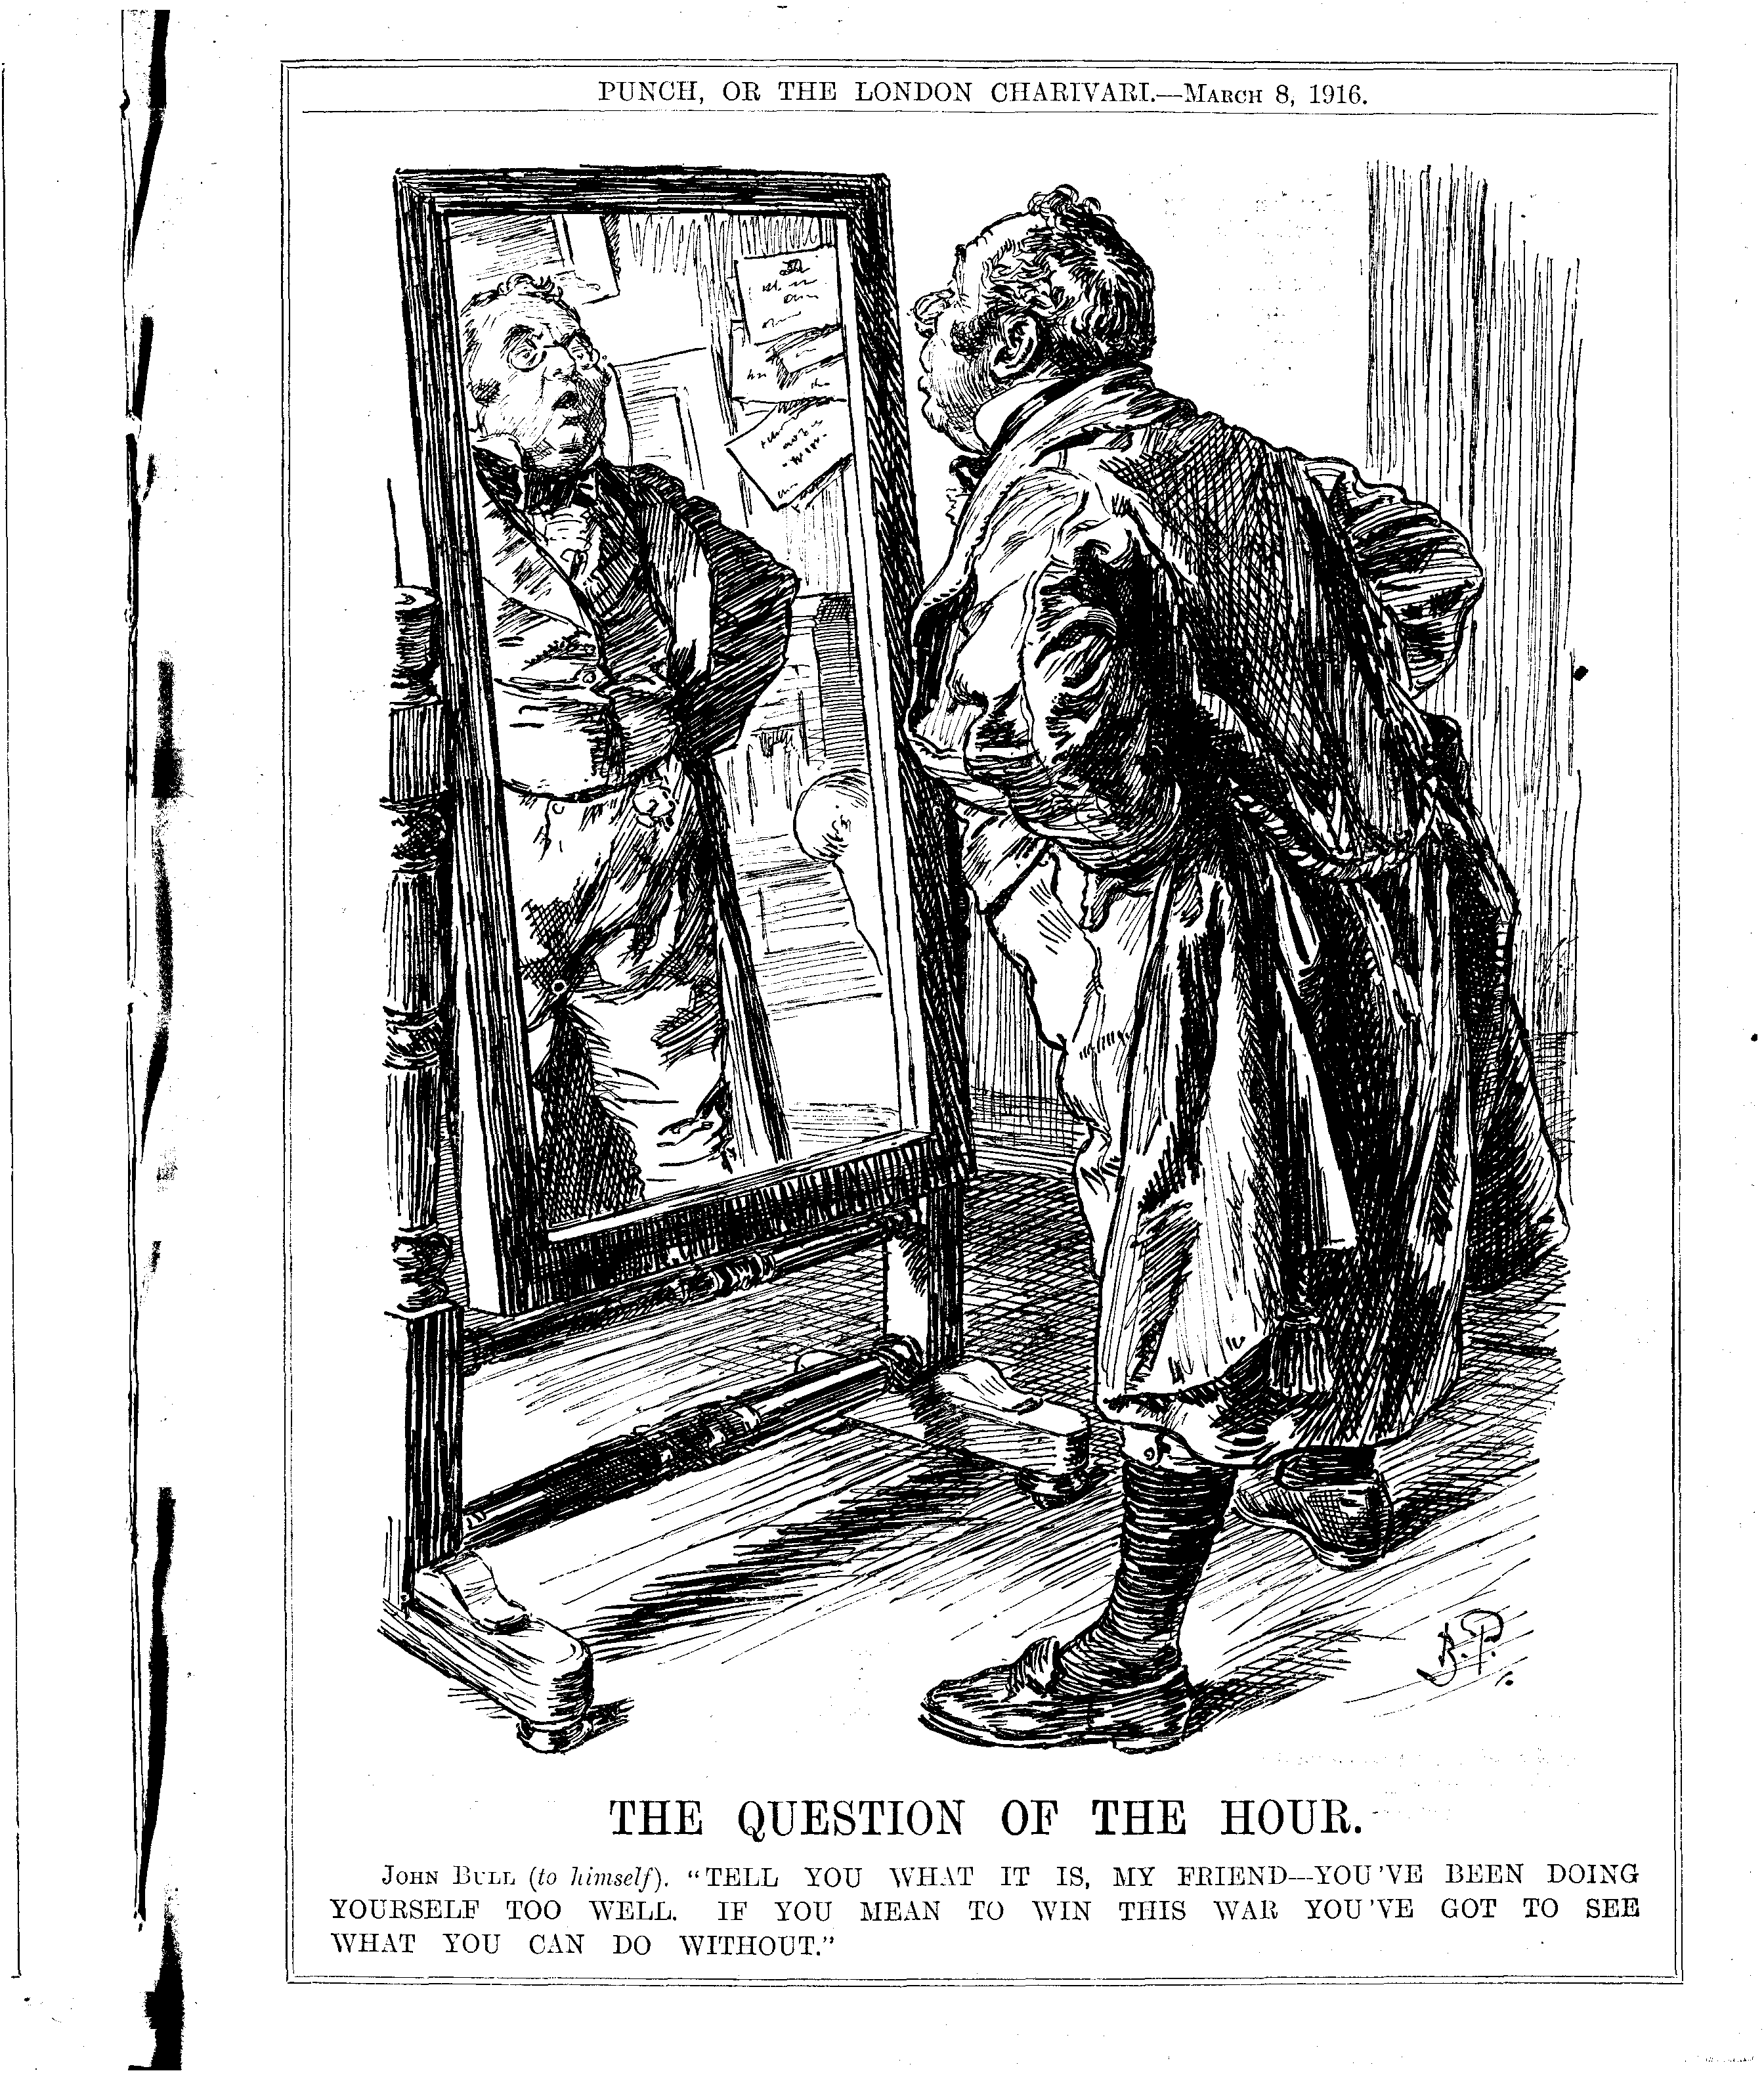 PUNCH, OR THE LONDON CHARIVARI.—MARCH 8, 1916.
B.P.
THE QUESTION OF THE HOUR.
JOHN BULL (to himself). "TELL YOU WHAT IT IS, MY FRIEND—YOU'VE BEEN DOING
YOURSELF TOO WELL. IF YOU MEAN TO WIN THIS WAR YOU'VE GOT TO SEE
WHAT YOU CAN DO WITHOUT."